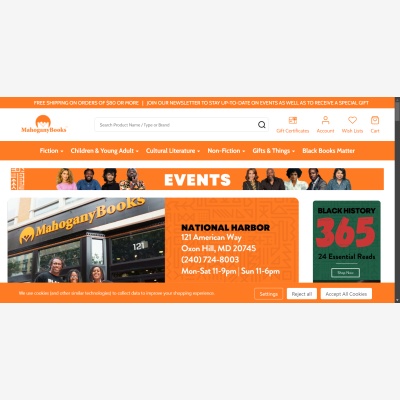 FREE SHIPPING ON ORDERS OF $80 OR MORE | JOIN OUR NEWSLETTER TO STAY UP-TO-DATE ON EVENTS AS WELL AS TO RECEIVE A SPECIAL GIFT
MahoganyBooks
Search Product Name / Type or Brand
Gift Certificates
Account
Wish Lists
Cart
Fiction
Children & Young Adult
Cultural Literature
Non-Fiction
Gifts & Things
Black Books Matter
EVENTS
MahoganyBooks
121
NATIONAL HARBOR
121 American Way
Oxon Hill, MD 20745
(240) 724-8003
Mon-Sat 11-9pm | Sun 11-6pm
BLACK HISTORY
365
24 Essential Reads
Shop Now
We use cookies (and other similar technologies) to collect data to improve your shopping experience.
Settings
Reject all
Accept All Cookies